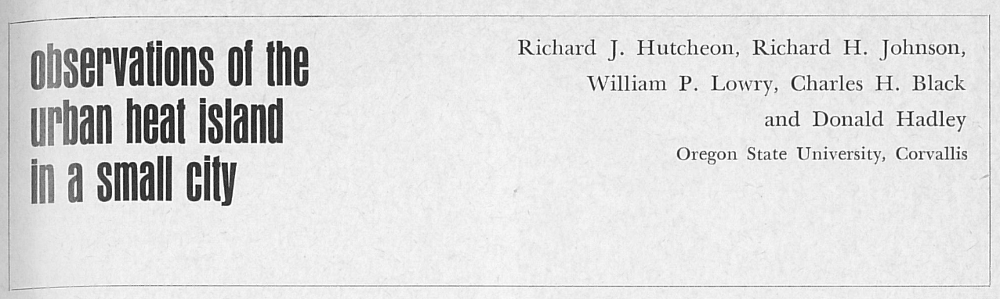 observations of the
urban heat island
in a small city
Richard J. Hutcheon, Richard H. Johnson,
William P. Lowry, Charles H. Black
and Donald Hadley
Oregon State University, Corvallis